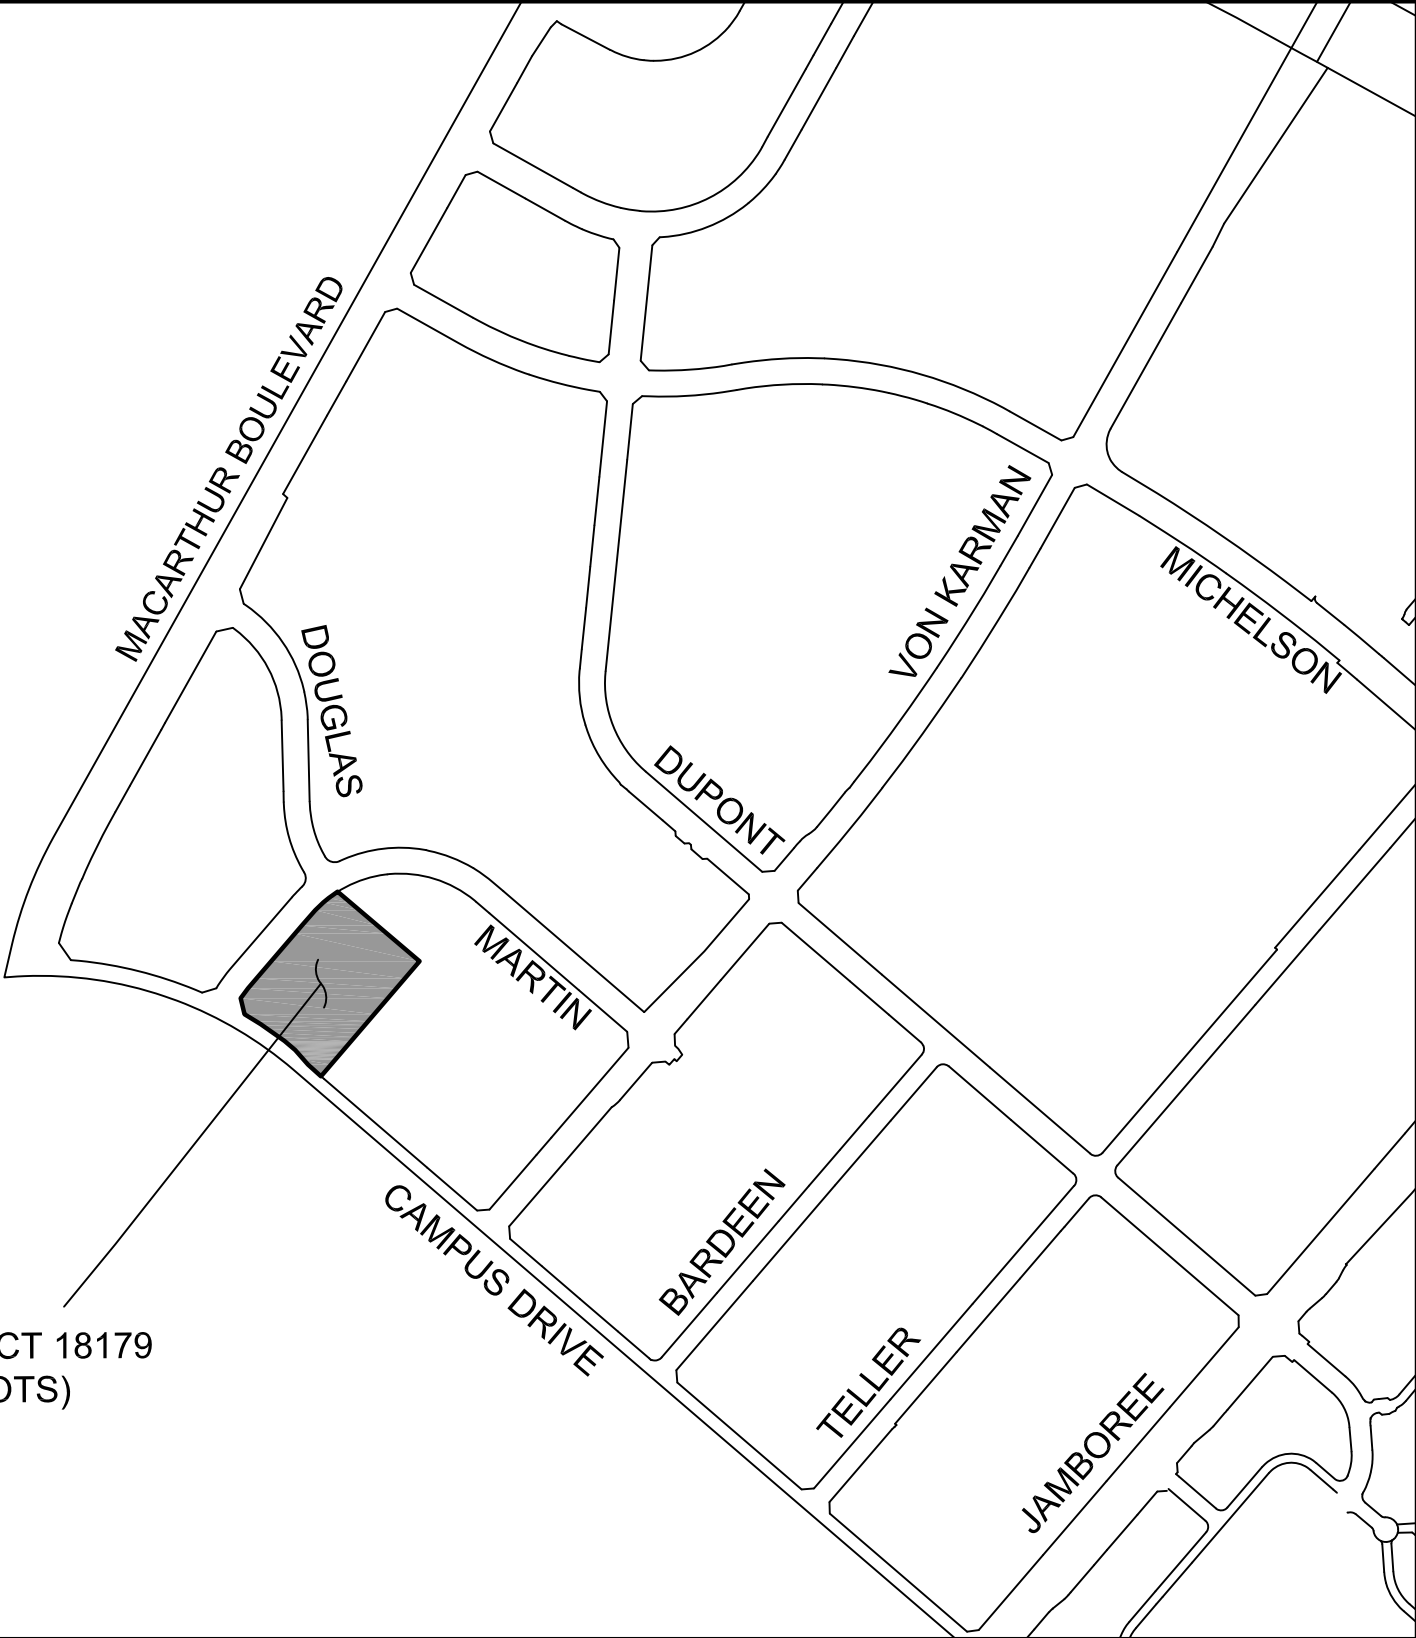 MACARTHUR BOULEVARD
VON KARMAN
MICHELSON
DOUGLAS
DUPONT
MARTIN
BARDEEN
CAMPUS DRIVE
TELLER
JAMBOREE
CT 18179
OTS)